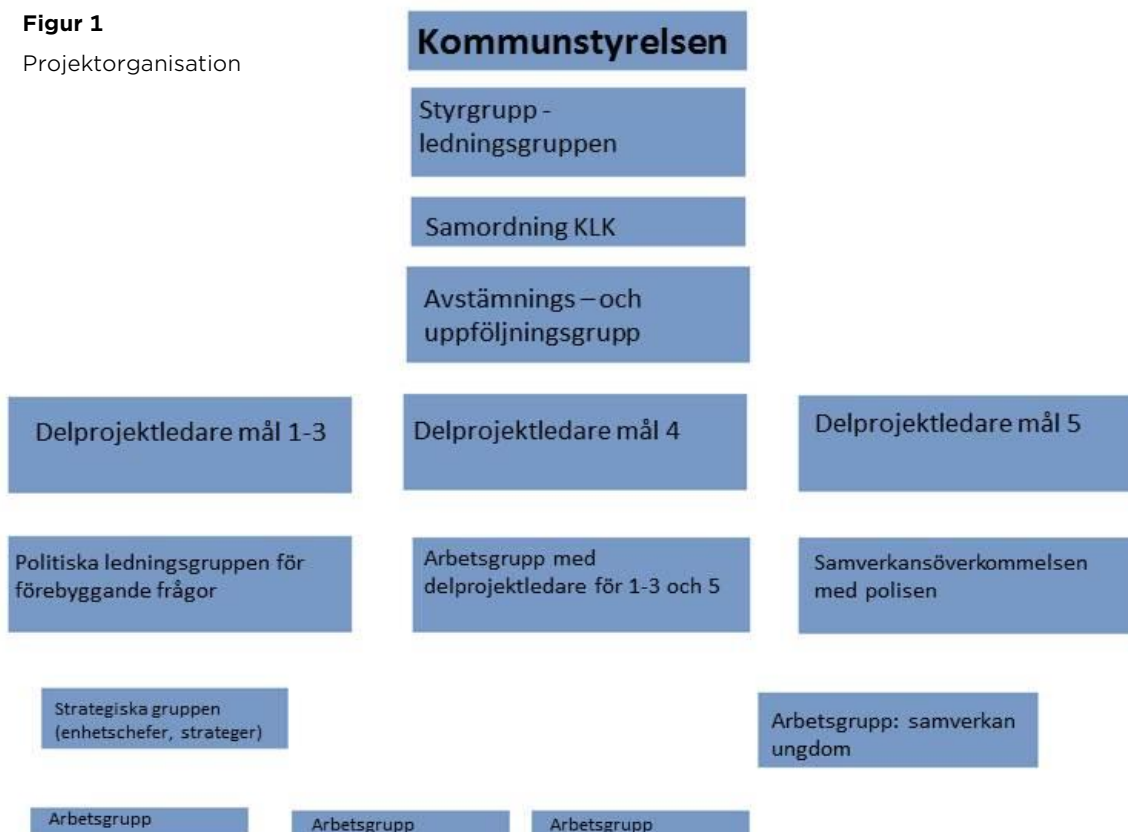 Figur 1
Projektorganisation
Kommunstyrelsen
Styrgrupp -
ledningsgruppen
Samordning KLK
Avstämnings – och
uppföljningsgrupp
Delprojektledare mål 1-3
Delprojektledare mål 4
Delprojektledare mål 5
Politiska ledningsgruppen för
förebyggande frågor
Arbetsgrupp med
delprojektledare för 1-3 och 5
Samverkansöverkommelsen
med polisen
Strategiska gruppen
(enhetschefer, strateger)
Arbetsgrupp: samverkan
ungdom
Arbetsgrupp
Arbetsgrupp
Arbetsgrupp